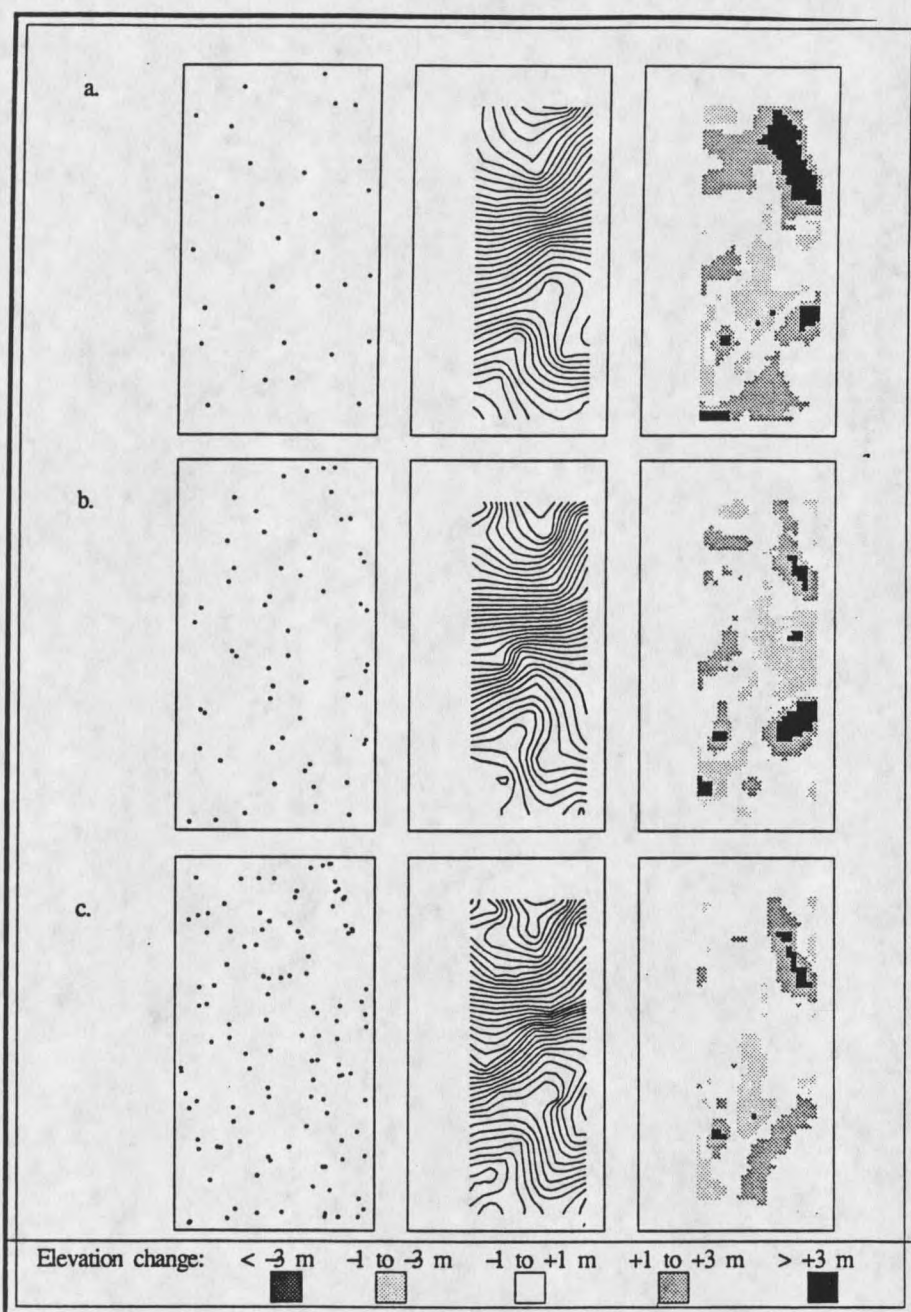 a.
b.
c.
Elevation change: < -3 m -1 to -3 m -1 to +1 m +1 to +3 m > +3 m